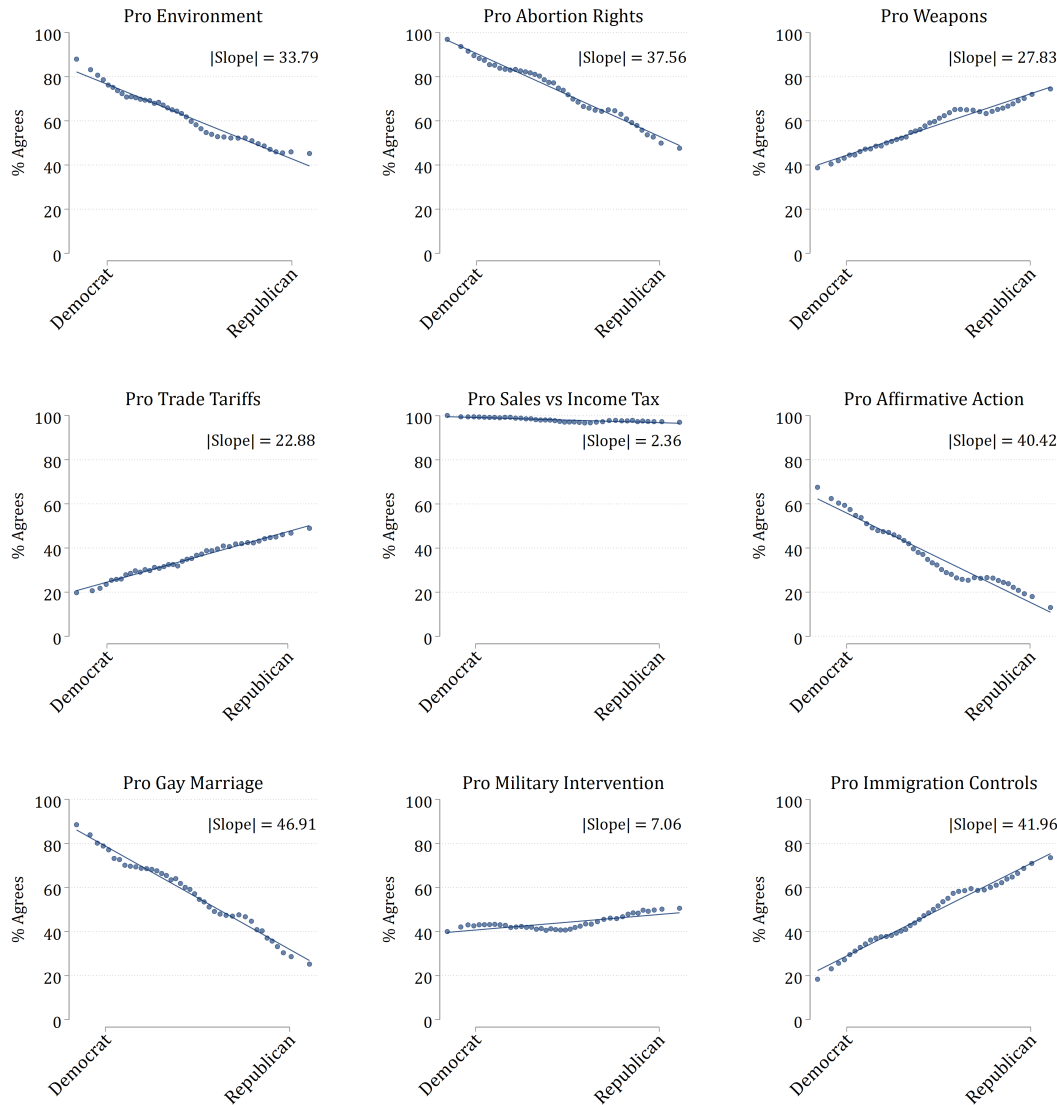 Pro Environment
|Slope| = 33.79
% Agrees
100
80
60
40
20
0
Democrat
Republican
Pro Abortion Rights
|Slope| = 37.56
% Agrees
100
80
60
40
20
0
Democrat
Republican
Pro Weapons
|Slope| = 27.83
% Agrees
100
80
60
40
20
0
Democrat
Republican
Pro Trade Tariffs
|Slope| = 22.88
% Agrees
100
80
60
40
20
0
Democrat
Republican
Pro Sales vs Income Tax
|Slope| = 2.36
% Agrees
100
80
60
40
20
0
Democrat
Republican
Pro Affirmative Action
|Slope| = 40.42
% Agrees
100
80
60
40
20
0
Democrat
Republican
Pro Gay Marriage
|Slope| = 46.91
% Agrees
100
80
60
40
20
0
Democrat
Republican
Pro Military Intervention
|Slope| = 7.06
% Agrees
100
80
60
40
20
0
Democrat
Republican
Pro Immigration Controls
|Slope| = 41.96
% Agrees
100
80
60
40
20
0
Democrat
Republican